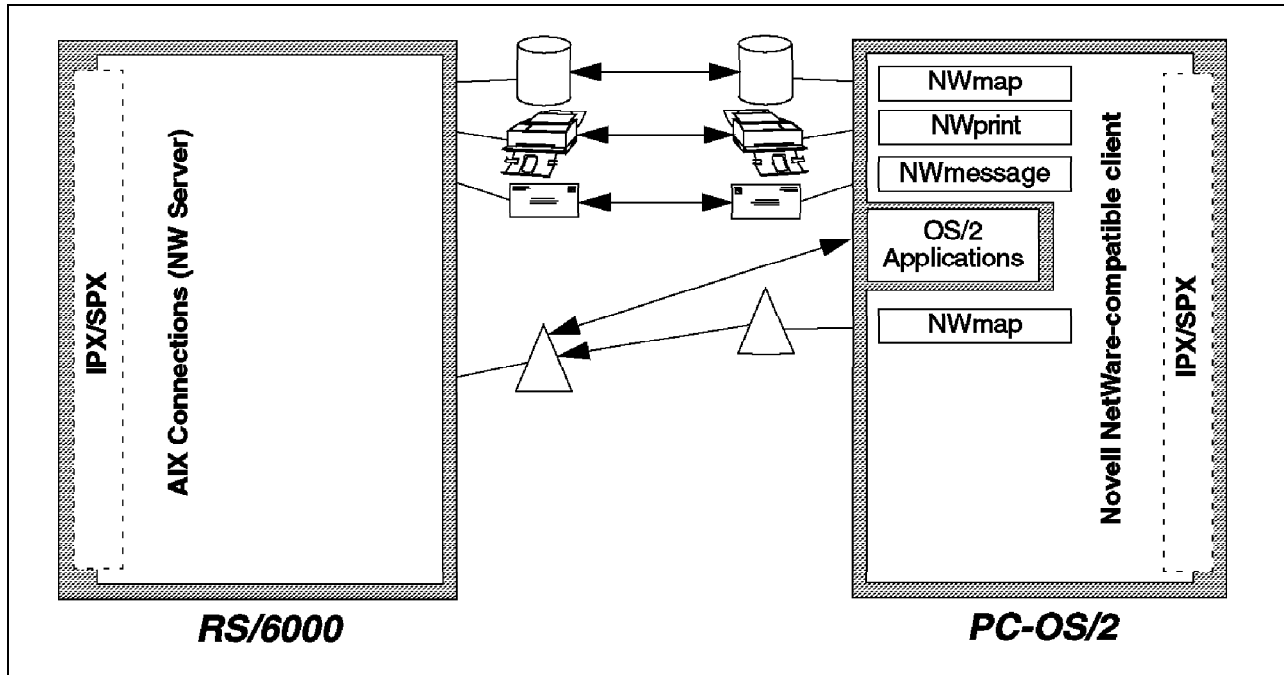 IPX/SPX
AIX Connections (NW Server)
RS/6000
NWmap
NWprint
NWmessage
OS/2
Applications
NWmap
Novell NetWare-compatible client
IPX/SPX
PC-OS/2